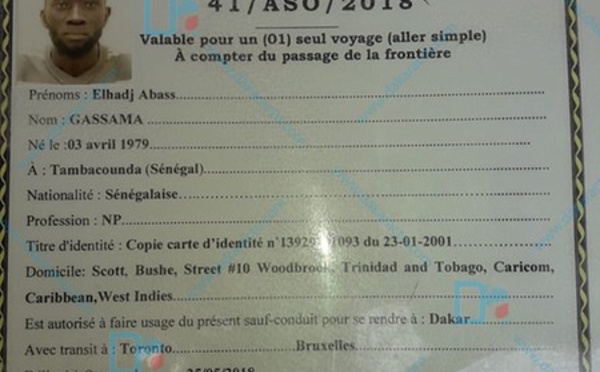 41/ASO/2018
Valable pour un (01) seul voyage (aller simple)
À compter du passage de la frontière
Prénoms : Elhadj Abass
Nom : GASSAMA
Né le :03 avril 1979
À : Tambacounda (Sénégal)
Nationalité : Sénégalaise
Profession : NP
Titre d'identité : Copie carte d'identité du 23-01-2001
Domicile: Scott, Bushe, Street #10 Woodbrook, Trinidad and Tobago, Caricom,
Caribbean,West Indies
Est autorisé à faire usage du présent sauf-conduit pour se rendre à : Dakar
Avec transit à : Toronto Bruxelles